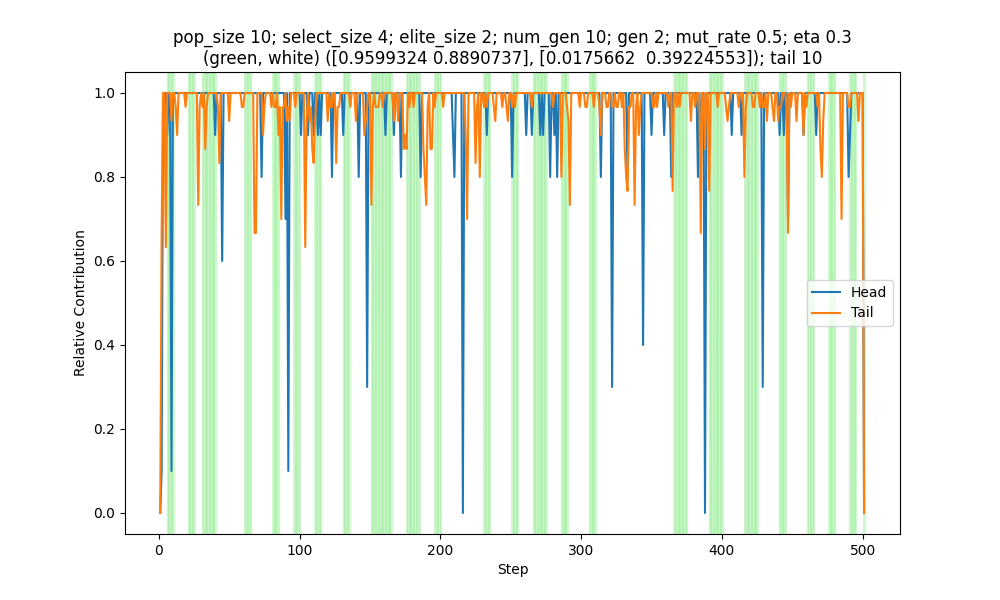 pop_size 10; select_size 4; elite_size 2; num_gen 10; gen 2; mut_rate 0.5; eta 0.3
(green, white) ([0.9599324 0.8890737], [0.0175662  0.39224553]); tail 10
1.0
0.8
0.6
0.4
0.2
0.0
Relative Contribution
Head
Tail
0
100
200
300
400
500
Step